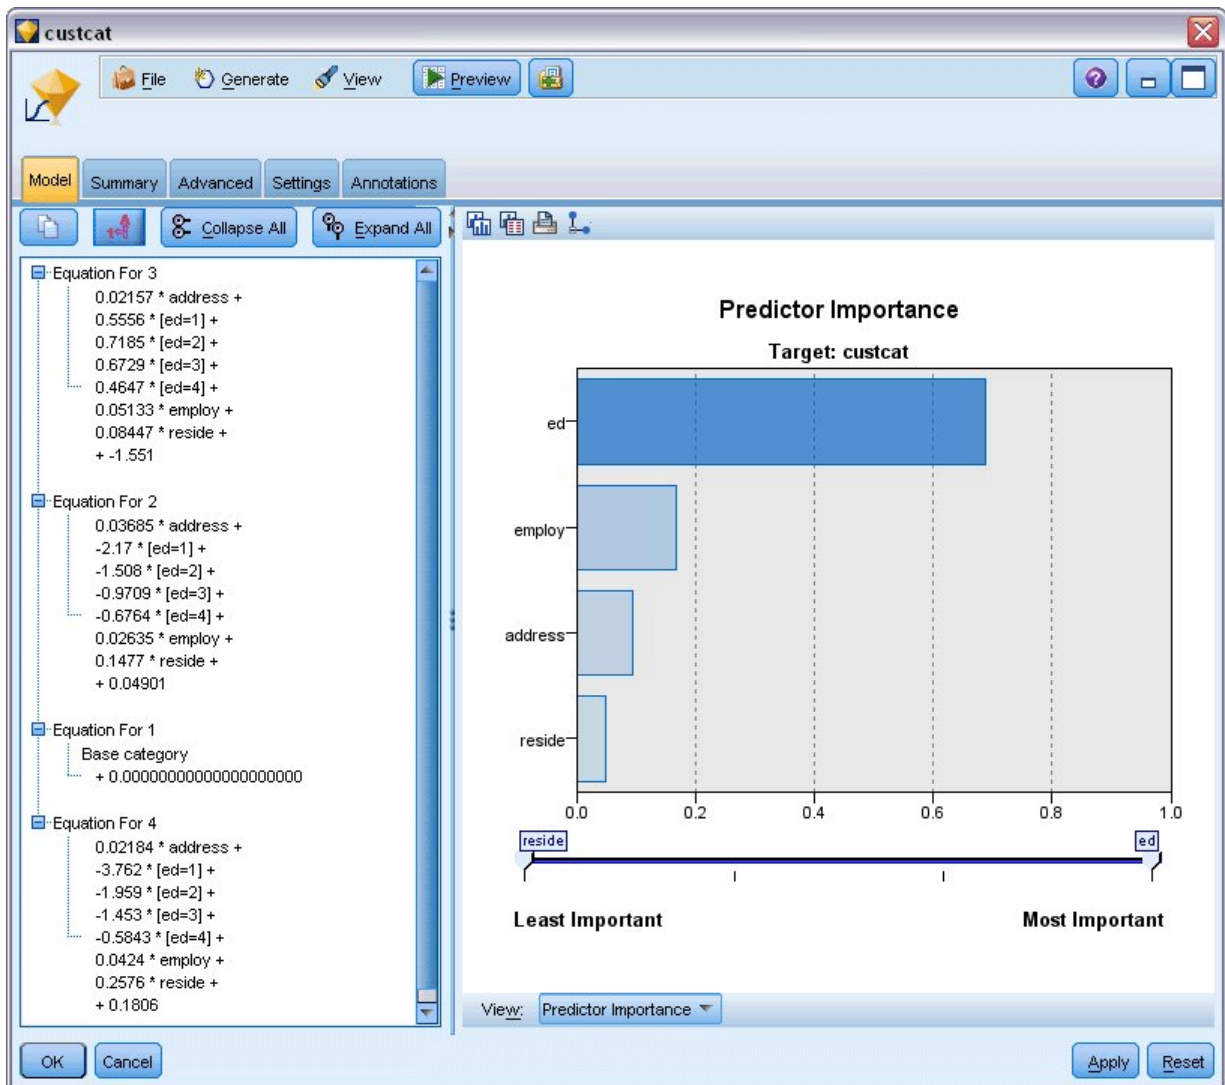 custcat
File Generate View Preview
Model Summary Advanced Settings Annotations
Collapse All Expand All
Equation For 3
0.02157 * address +
0.5556 * [ed=1] +
0.7185 * [ed=2] +
0.6729 * [ed=3] +
0.4647 * [ed=4] +
0.05133 * employ +
0.08447 * reside +
+ -1.551
Equation For 2
0.03685 * address +
-2.17 * [ed=1] +
-1.508 * [ed=2] +
-0.9709 * [ed=3] +
-0.6764 * [ed=4] +
0.02635 * employ +
0.1477 * reside +
+ 0.04901
Equation For 1
Base category
+ 0.00000000000000000000
Equation For 4
0.02184 * address +
-3.762 * [ed=1] +
-1.959 * [ed=2] +
-1.453 * [ed=3] +
-0.5843 * [ed=4] +
0.0424 * employ +
0.2576 * reside +
+ 0.1806
Predictor Importance
Target: custcat
ed
employ
address
reside
0.0 0.2 0.4 0.6 0.8 1.0
reside ed
Least Important Most Important
View: Predictor Importance
OK Cancel Apply Reset